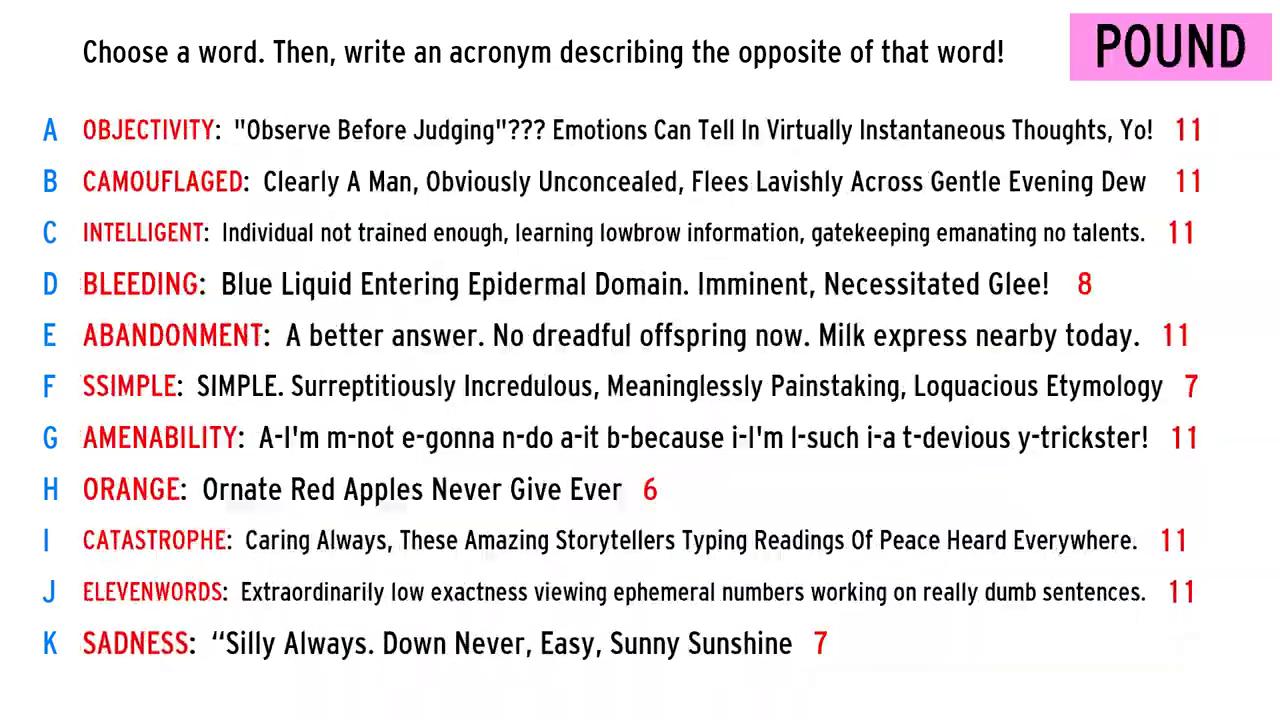 Choose a word. Then, write an acronym describing the opposite of that word!
POUND
A OBJECTIVITY: "Observe Before Judging"??? Emotions Can Tell In Virtually Instantaneous Thoughts, Yo! 11
B CAMOUFLAGED: Clearly A Man, Obviously Unconcealed, Flees Lavishly Across Gentle Evening Dew 11
C INTELLIGENT: Individual not trained enough, learning lowbrow information, gatekeeping emanating no talents. 11
D BLEEDING: Blue Liquid Entering Epidermal Domain. Imminent, Necessitated Glee! 8
E ABANDONMENT: A better answer. No dreadful offspring now. Milk express nearby today. 11
F SSIMPLE: SIMPLE. Surreptitiously Incredulous, Meaninglessly Painstaking, Loquacious Etymology 7
G AMENABILITY: A-I'm m-not e-gonna n-do a-it b-because i-I'm l-such i-a t-devious y-trickster! 11
H ORANGE: Ornate Red Apples Never Give Ever 6
I CATASTROPHE: Caring Always, These Amazing Storytellers Typing Readings Of Peace Heard Everywhere. 11
J ELEVENWORDS: Extraordinarily low exactness viewing ephemeral numbers working on really dumb sentences. 11
K SADNESS: “Silly Always. Down Never, Easy, Sunny Sunshine 7